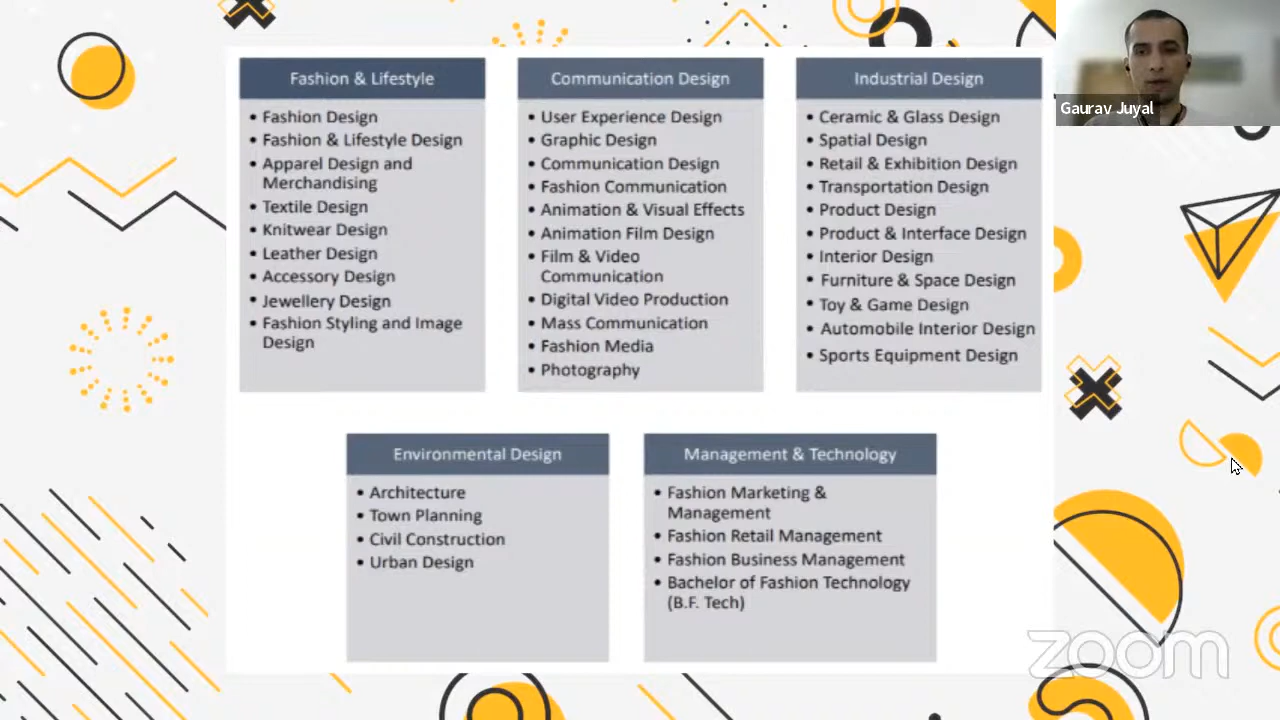 Fashion & Lifestyle
• Fashion Design
• Fashion & Lifestyle Design
• Apparel Design and
Merchandising
• Textile Design
• Knitwear Design
• Leather Design
• Accessory Design
• Jewellery Design
• Fashion Styling and Image
Design
Communication Design
• User Experience Design
• Graphic Design
• Communication Design
• Fashion Communication
• Animation & Visual Effects
• Animation Film Design
• Film & Video
Communication
• Digital Video Production
• Mass Communication
• Fashion Media
• Photography
Industrial Design
• Ceramic & Glass Design
• Spatial Design
• Retail & Exhibition Design
• Transportation Design
• Product Design
• Product & Interface Design
• Interior Design
• Furniture & Space Design
• Toy & Game Design
• Automobile Interior Design
• Sports Equipment Design
Gaurav Juyal
Environmental Design
• Architecture
• Town Planning
• Civil Construction
• Urban Design
Management & Technology
• Fashion Marketing &
Management
• Fashion Retail Management
• Fashion Business Management
• Bachelor of Fashion Technology
(B.F. Tech)
zoom